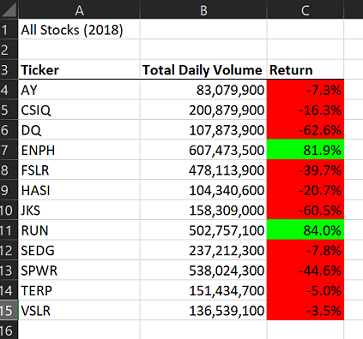 A B C
1 All Stocks (2018)
2
3 Ticker Total Daily Volume Return
4 AY 83,079,900 -7.3%
5 CSIQ 200,879,900 -16.3%
6 DQ 107,873,900 -62.6%
7 ENPH 607,473,500 81.9%
8 FSLR 478,113,900 -39.7%
9 HASI 104,340,600 -20.7%
10 JKS 158,309,000 -60.5%
11 RUN 502,757,100 84.0%
12 SEDG 237,212,300 -7.8%
13 SPWR 538,024,300 -44.6%
14 TERP 151,434,700 -5.0%
15 VSLR 136,539,100 -3.5%
16